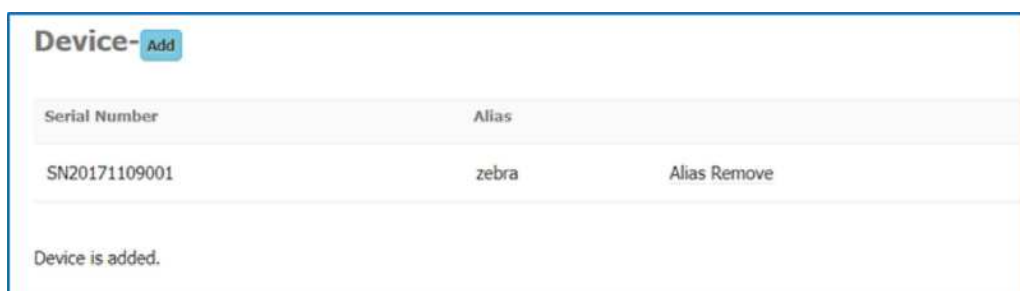 Device- Add
Serial Number Alias
SN20171109001 zebra Alias Remove
Device is added.